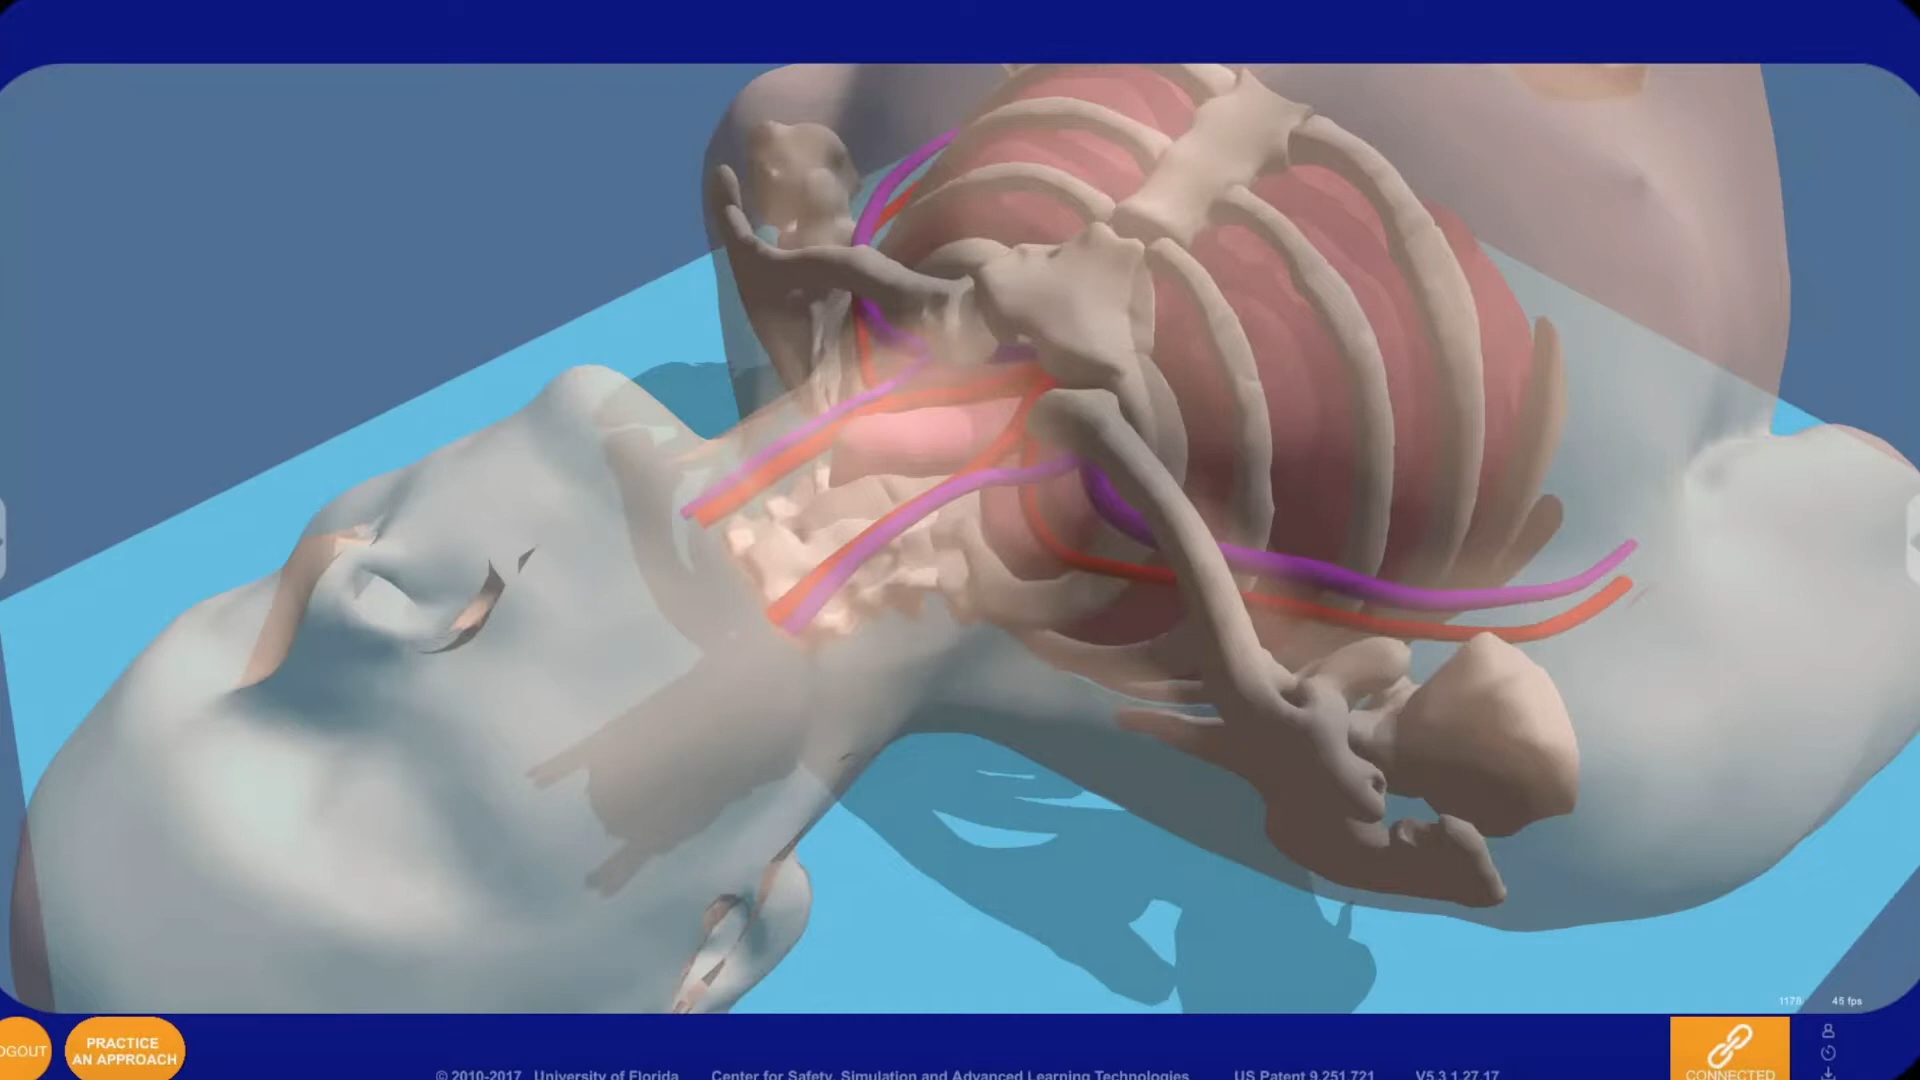 1178 45 fps
OGOUT
PRACTICE
AN APPROACH
CONNECTED
© 2010-2017 University of Florida Center for Safety, Simulation and Advanced Learning Technologies US Patent 9,251,721 V5.3.1.27.17